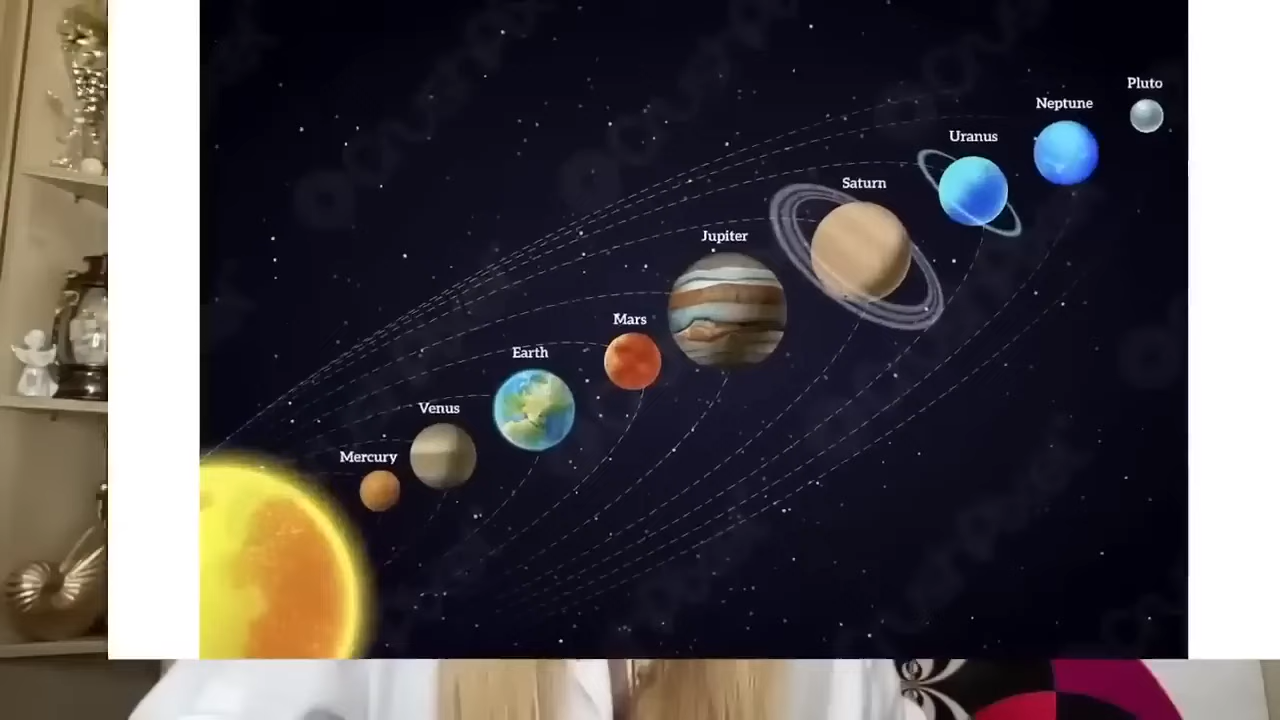 Mercury
Venus
Earth
Mars
Jupiter
Saturn
Uranus
Neptune
Pluto